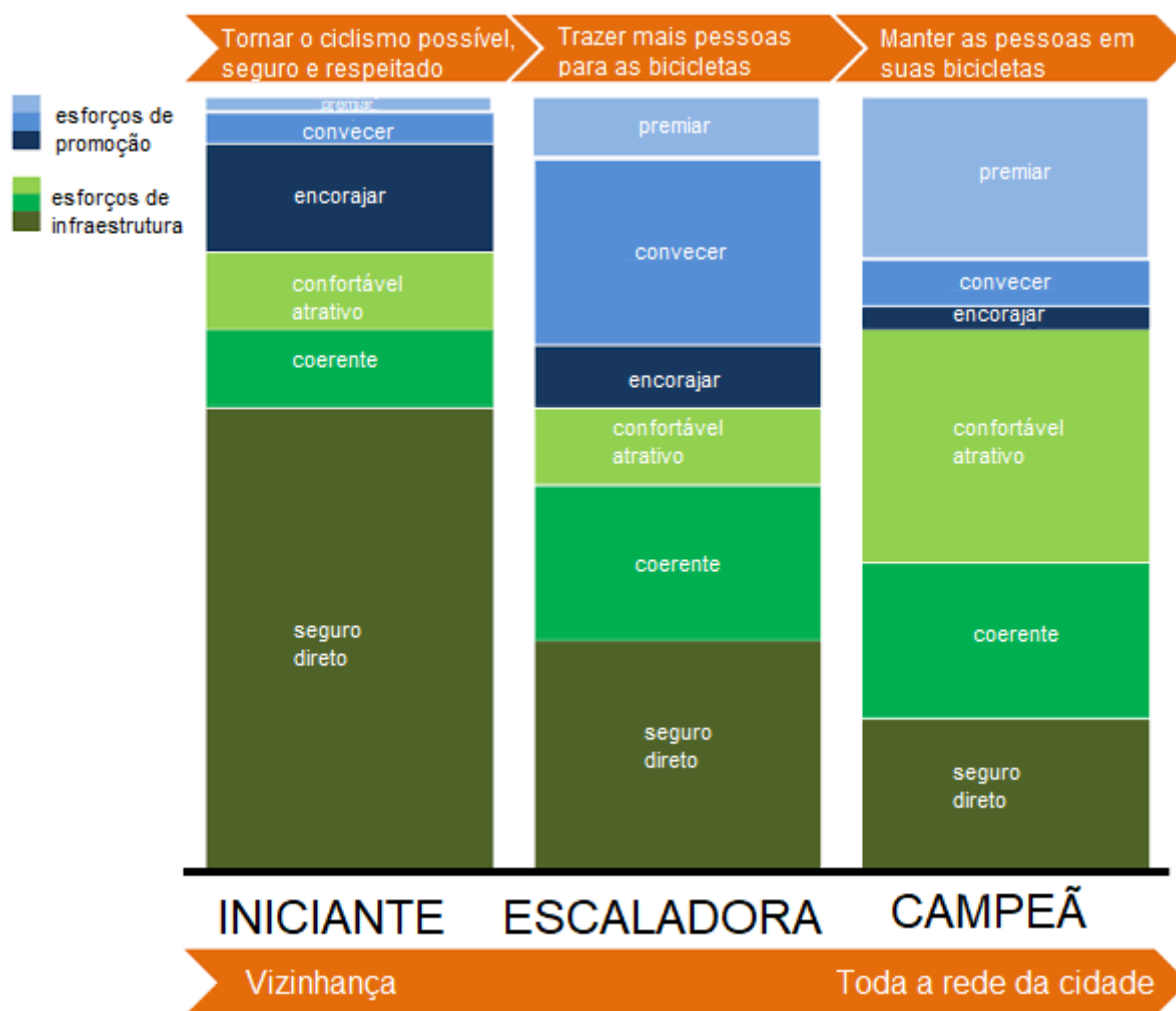 Tornar o ciclismo possível,
seguro e respeitado
Trazer mais pessoas
para as bicicletas
Manter as pessoas em
suas bicicletas
esforços de
promoção
esforços de
infraestrutura
premiar
convecer
encorajar
confortável
atrativo
coerente
seguro
direto
premiar
convecer
encorajar
confortável
atrativo
coerente
seguro
direto
premiar
convecer
encorajar
confortável
atrativo
coerente
seguro
direto
INICIANTE
ESCALADORA
CAMPEÃ
Vizinhança
Toda a rede da cidade